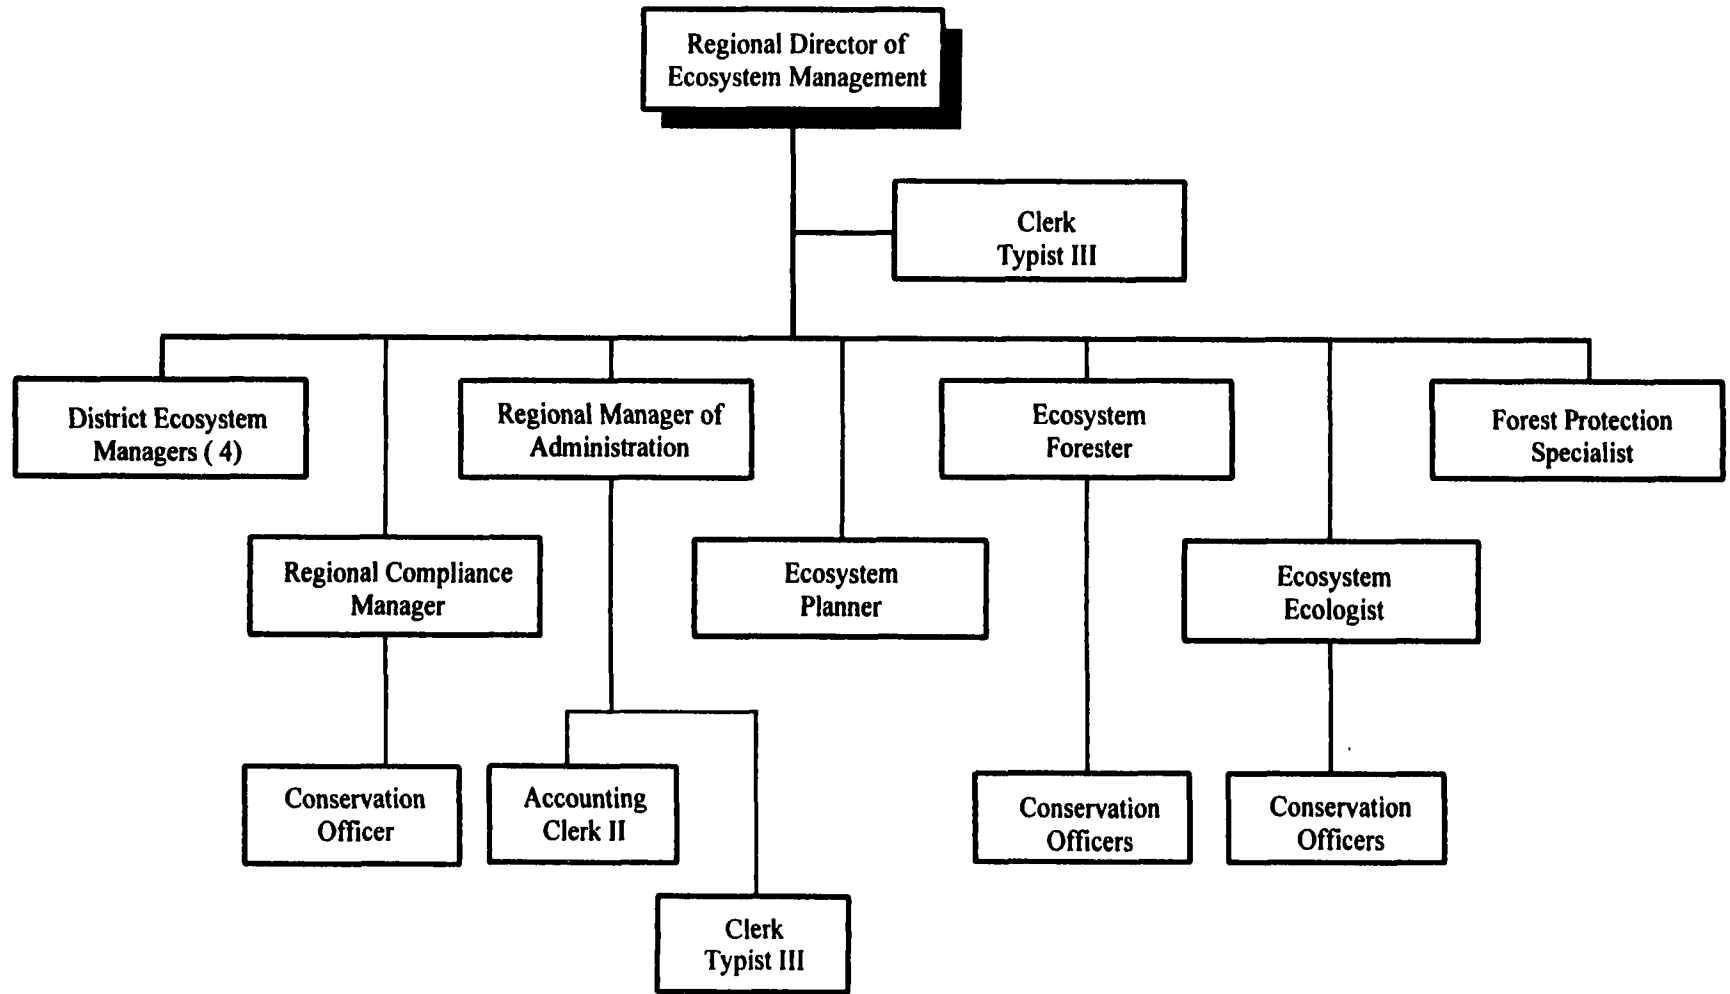 Regional Director of
Ecosystem Management
Clerk
Typist III
District Ecosystem
Managers ( 4)
Regional Manager of
Administration
Ecosystem
Forester
Forest Protection
Specialist
Regional Compliance
Manager
Ecosystem
Planner
Ecosystem
Ecologist
Conservation
Officer
Accounting
Clerk II
Conservation
Officers
Conservation
Officers
Clerk
Typist III